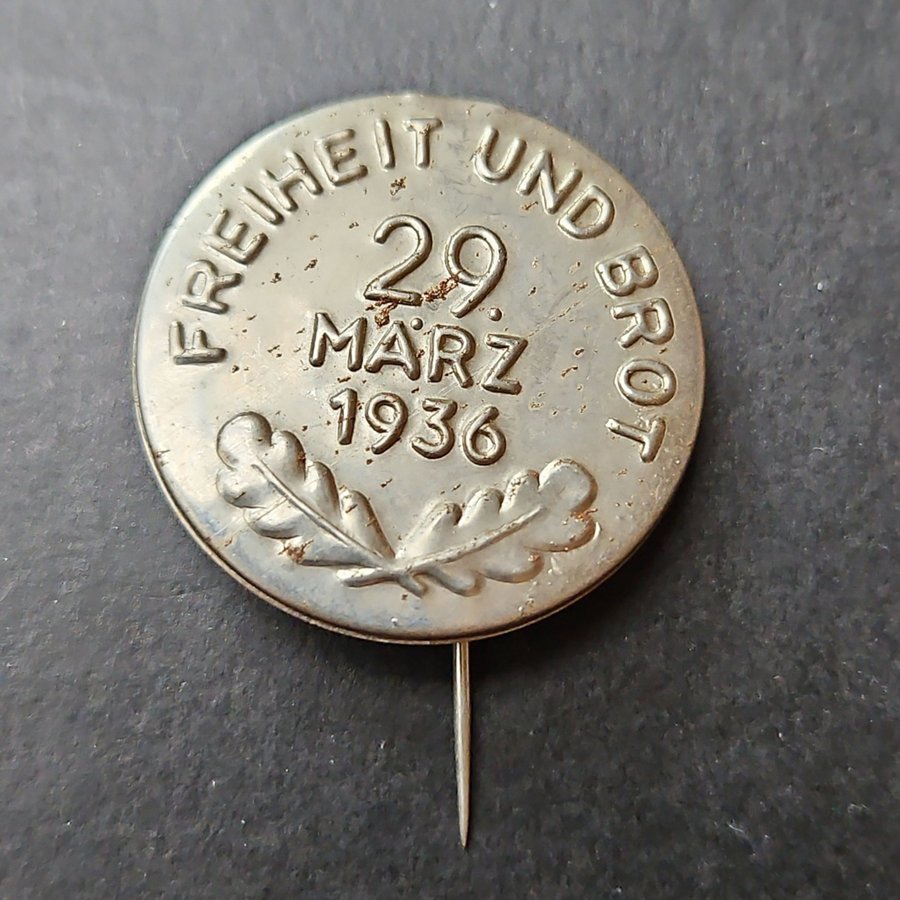 FREIHEIT UND BROT
29.
MÄRZ
1936